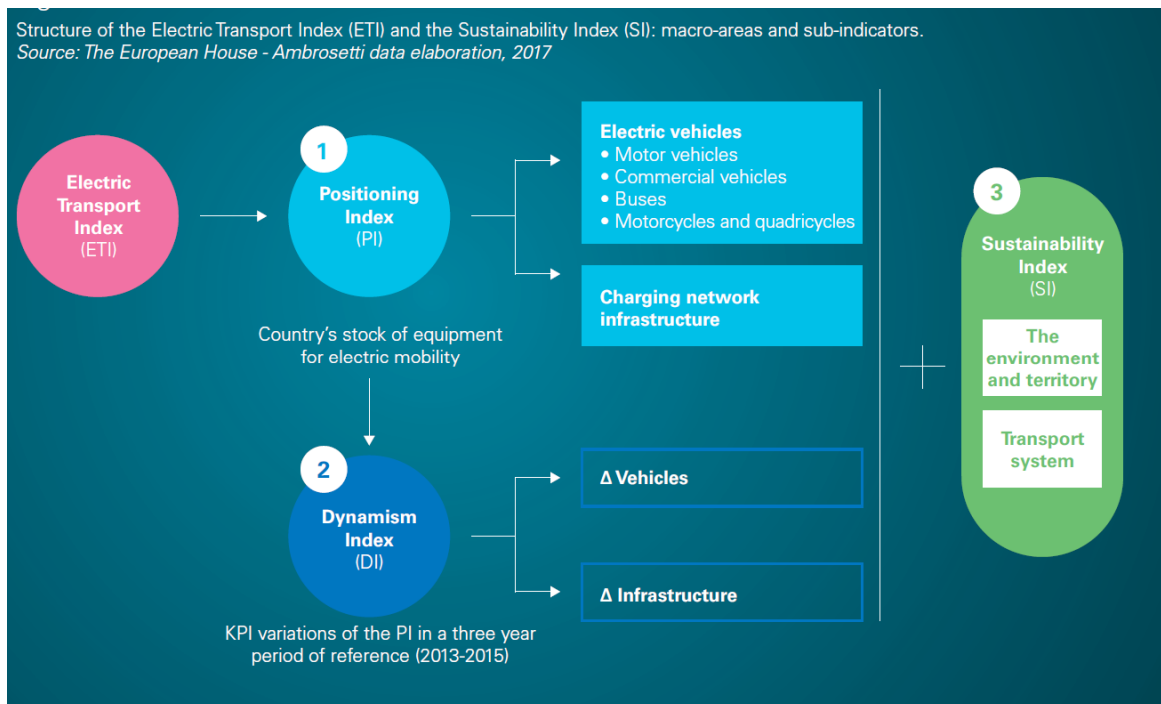 Structure of the Electric Transport Index (ETI) and the Sustainability Index (SI): macro-areas and sub-indicators.
Source: The European House - Ambrosetti data elaboration, 2017
Electric
Transport
Index
(ETI)
1
Positioning
Index
(PI)
Electric vehicles
• Motor vehicles
• Commercial vehicles
• Buses
• Motorcycles and quadricycles
Charging network
infrastructure
Country's stock of equipment
for electric mobility
2
Dynamism
Index
(DI)
Δ Vehicles
Δ Infrastructure
KPI variations of the PI in a three year
period of reference (2013-2015)
3
Sustainability
Index
(SI)
The
environment
and territory
Transport
system